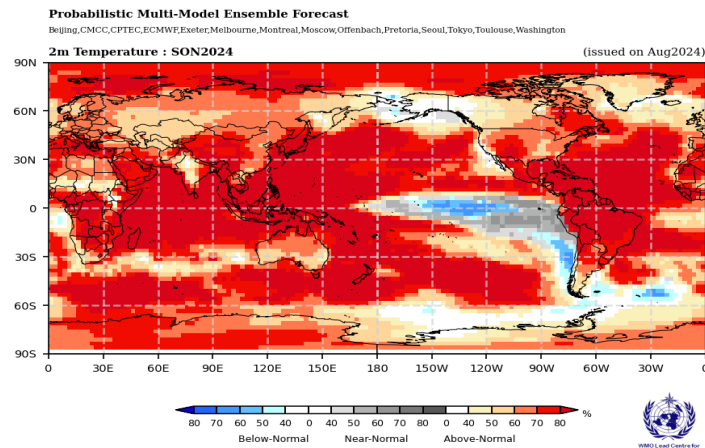 Probabilistic Multi-Model Ensemble Forecast
Beijing,CMCC,CPTEC,ECMWF,Exeter,Melbourne,Montreal,Moscow,Offenbach,Pretoria,Seoul,Tokyo,Toulouse,Washington
2m Temperature : SON2024 (issued on Aug2024)
90N
60N
30N
0
30S
60S
90S
0 30E 60E 90E 120E 150E 180 150W 120W 90W 60W 30W 0
80 70 60 50 40 0 40 50 60 70 80 0 40 50 60 70 80 %
Below-Normal Near-Normal Above-Normal
WMO Lead Centre for